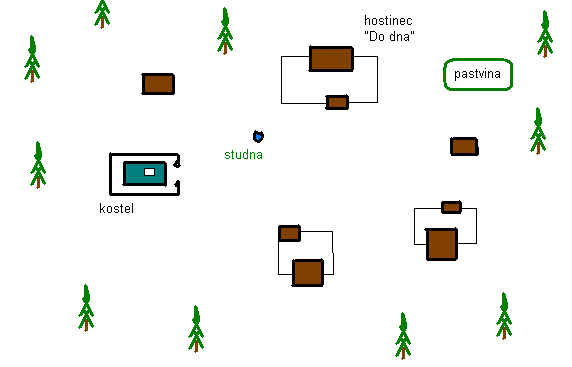 hostinec
"Do dna"
pastvina
studna
kostel